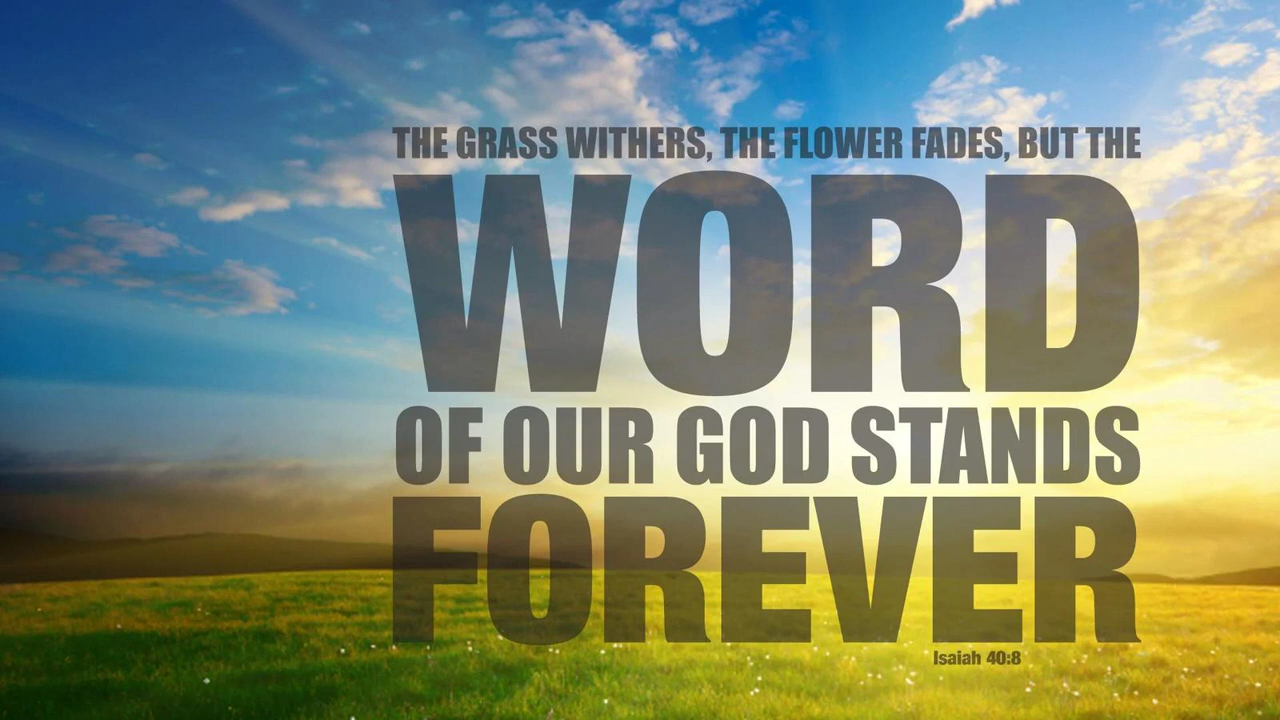 THE GRASS WITHERS, THE FLOWER FADES, BUT THE
WORD
OF OUR GOD STANDS
FOREVER
Isaiah 40:8